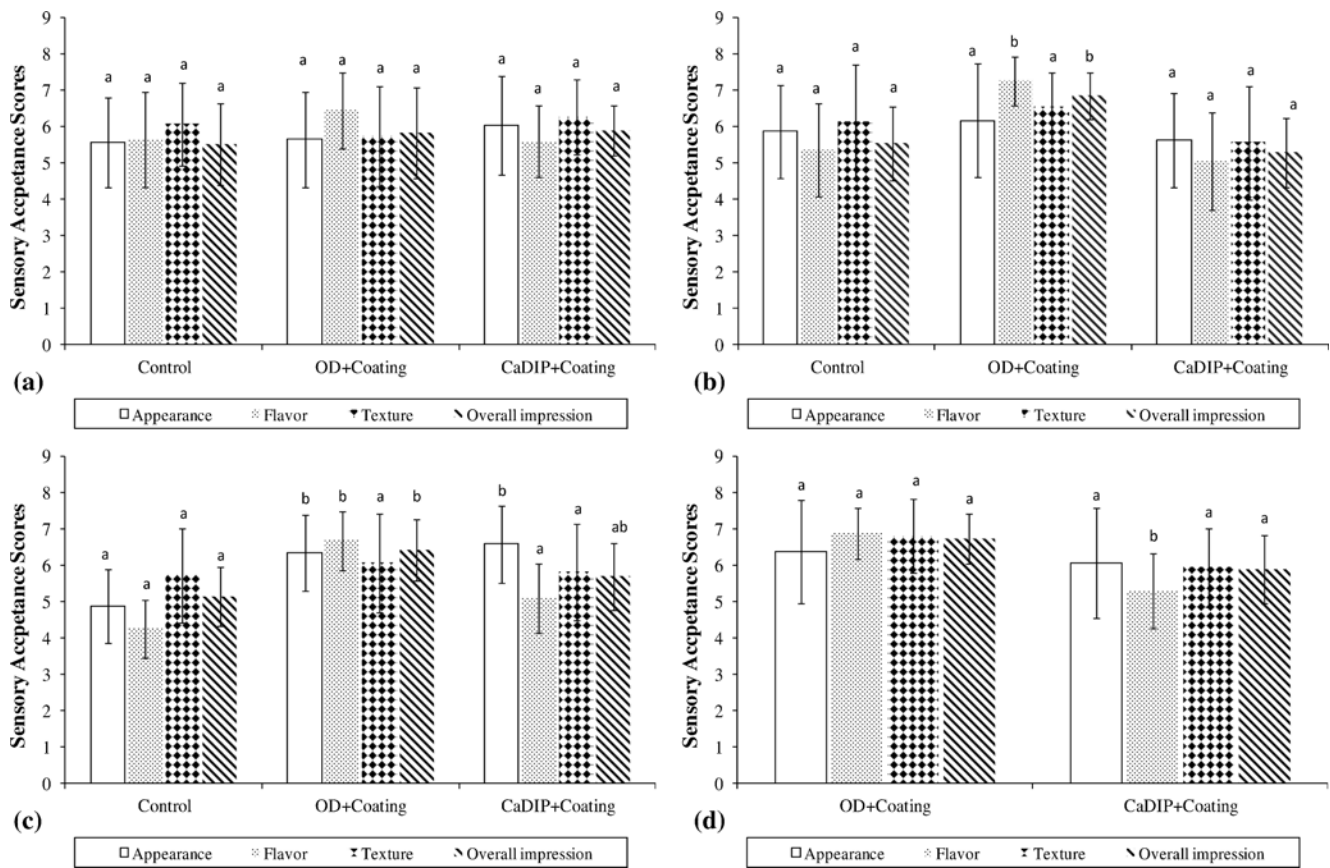 Sensory Accpetance Scores
9
8
7
6
5
4
3
2
1
0
a a a a a a a a a a a a
Control OD+Coating CaDIP+Coating
(a)
Appearance Flavor Texture Overall impression
Sensory Accpetance Scores
9
8
7
6
5
4
3
2
1
0
a a a a a b a b a a a a
Control OD+Coating CaDIP+Coating
(b)
Appearance Flavor Texture Overall impression
Sensory Accpetance Scores
9
8
7
6
5
4
3
2
1
0
a a a a b b a b b a a ab
Control OD+Coating CaDIP+Coating
(c)
Appearance Flavor Texture Overall impression
Sensory Accpetance Scores
9
8
7
6
5
4
3
2
1
0
a a a a a b a a
OD+Coating CaDIP+Coating
(d)
Appearance Flavor Texture Overall impression